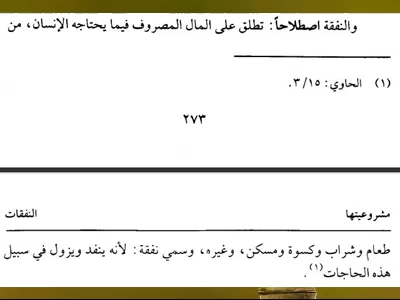 والنفقة اصطلاحاً: تطلق على المال المصروف فيما يحتاجه الإنسان، من
(١) الحاوي: ٣/١٥.
٢٧٣
مشروعيتها النفقات
طعام وشراب وكسوة ومسكن، وغيره، وسمي نفقة: لأنه ينفد ويزول في سبيل
هذه الحاجات(١).